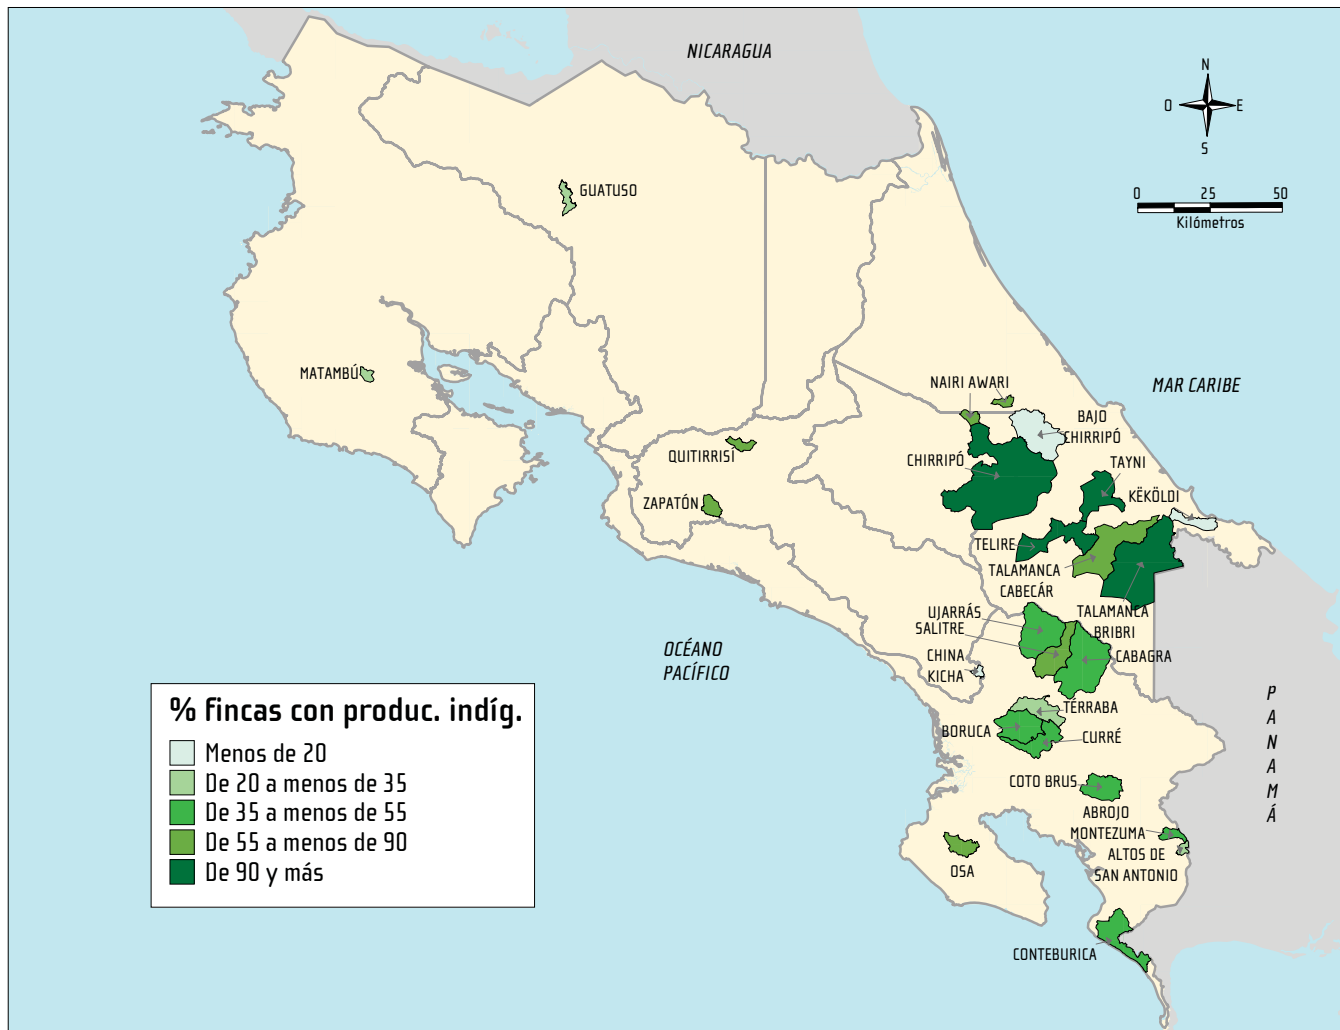 NICARAGUA
N
O
E
S
0 25 50
Kilómetros
GUATUSO
MATAMBÚ
NAIRI AWARI
MAR CARIBE
BAJO
CHIRRIPÓ
QUITIRRISÍ
CHIRRIPÓ
TAYNI
KËKÖLDI
ZAPATÓN
TELIRE
TALAMANCA
CABECÁR
UJARRÁS
SALITRE
TALAMANCA
BRIBRI
CHINA
KICHA
CABAGRA
OCÉANO
PACÍFICO
TÉRRABA
BORUCA
CURRÉ
COTO BRUS
ABROJO
MONTEZUMA
ALTOS DE
SAN ANTONIO
OSA
CONTEBURICA
P
A
N
A
M
Á
% fincas con produc. indíg.
Menos de 20
De 20 a menos de 35
De 35 a menos de 55
De 55 a menos de 90
De 90 y más